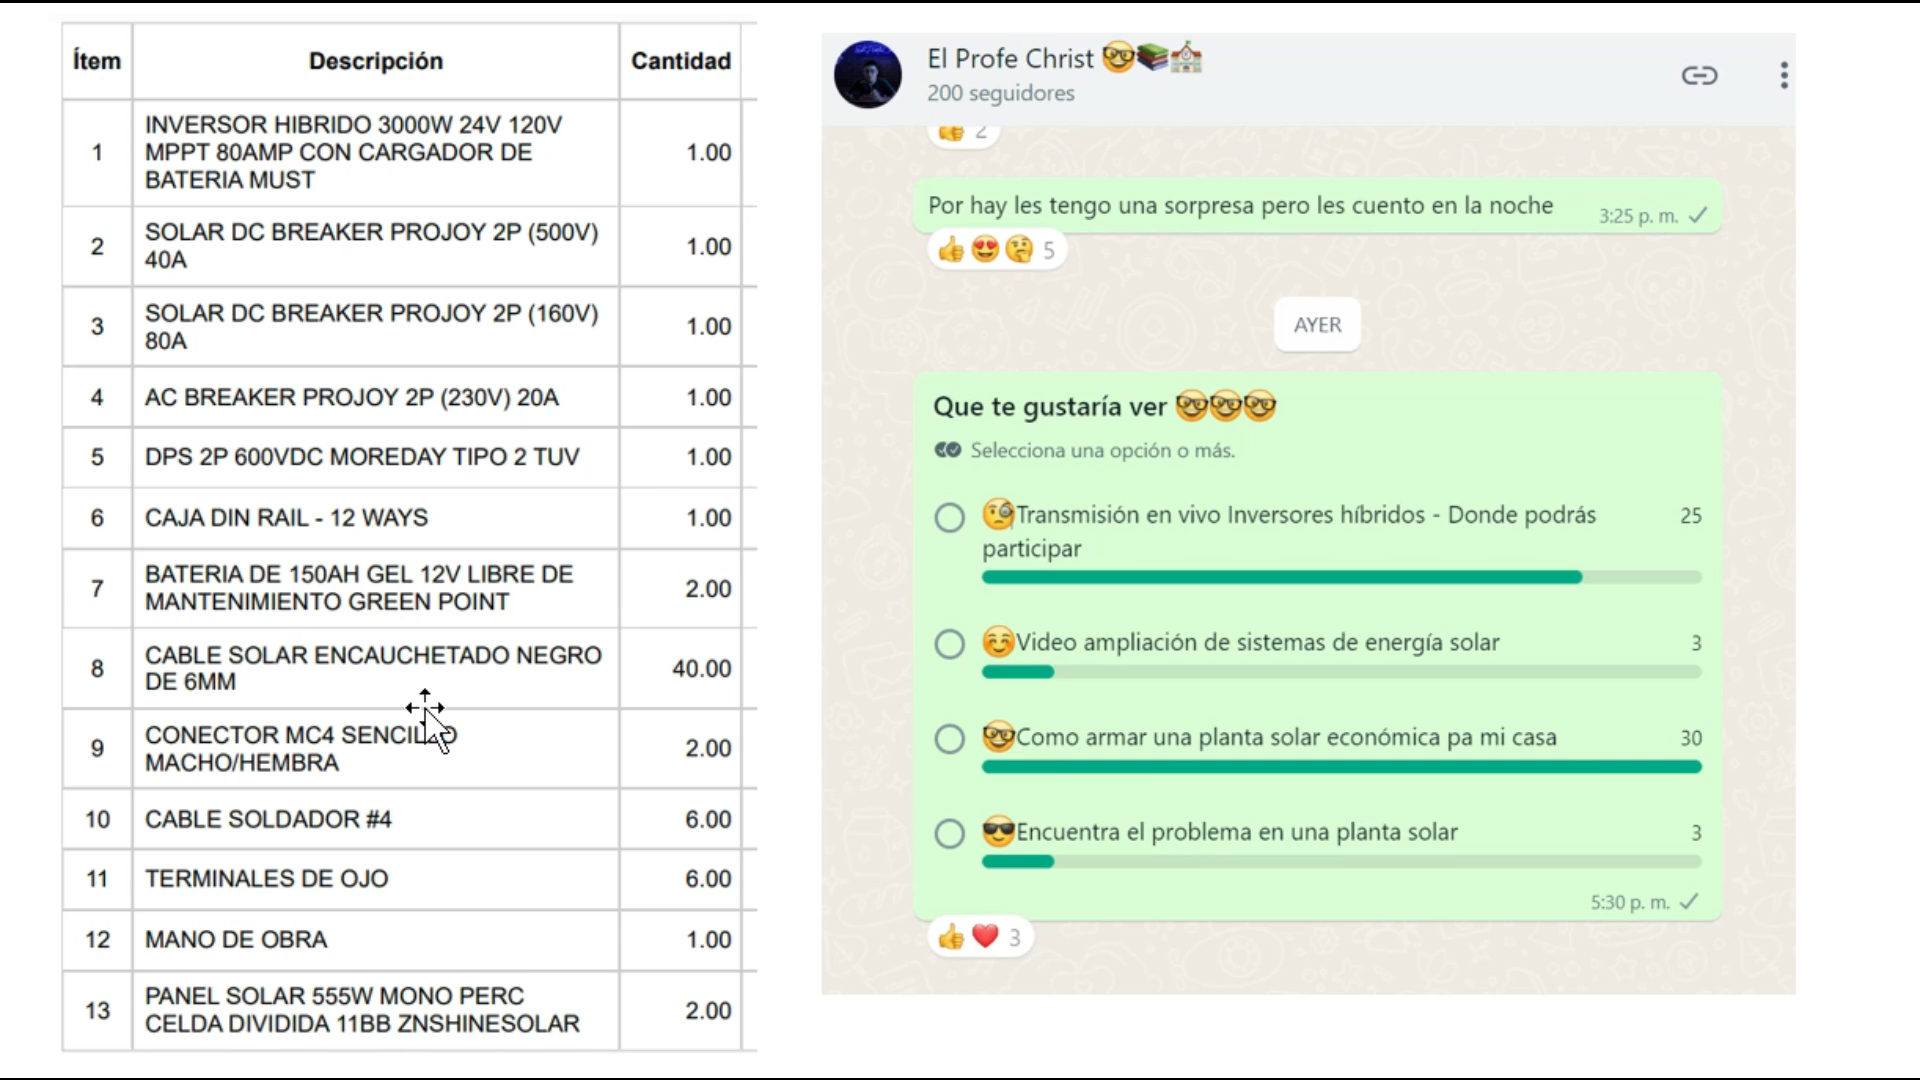 Ítem Descripción Cantidad
1 INVERSOR HIBRIDO 3000W 24V 120V
MPPT 80AMP CON CARGADOR DE
BATERIA MUST 1.00
2 SOLAR DC BREAKER PROJOY 2P (500V)
40A 1.00
3 SOLAR DC BREAKER PROJOY 2P (160V)
80A 1.00
4 AC BREAKER PROJOY 2P (230V) 20A 1.00
5 DPS 2P 600VDC MOREDAY TIPO 2 TUV 1.00
6 CAJA DIN RAIL - 12 WAYS 1.00
7 BATERIA DE 150AH GEL 12V LIBRE DE
MANTENIMIENTO GREEN POINT 2.00
8 CABLE SOLAR ENCAUCHETADO NEGRO
DE 6MM 40.00
9 CONECTOR MC4 SENCILLO
MACHO/HEMBRA 2.00
10 CABLE SOLDADOR #4 6.00
11 TERMINALES DE OJO 6.00
12 MANO DE OBRA 1.00
13 PANEL SOLAR 555W MONO PERC
CELDA DIVIDIDA 11BB ZNSHINESOLAR 2.00
El Profe Christ 🤓📚🏫
200 seguidores
👍 2
Por hay les tengo una sorpresa pero les cuento en la noche 3:25 p. m.
👍😍🤔 5
AYER
Que te gustaría ver 🤓🤓🤓
Selecciona una opción o más.
🧐Transmisión en vivo Inversores híbridos - Donde podrás 25
participar
☺️Video ampliación de sistemas de energía solar 3
🤓Como armar una planta solar económica pa mi casa 30
😎Encuentra el problema en una planta solar 3
5:30 p. m.
👍❤️ 3